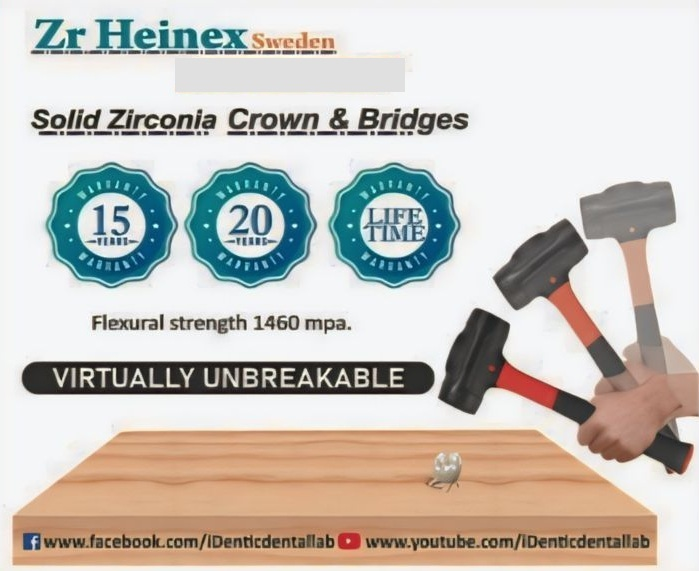 Zr Heinex Sweden
Solid Zirconia Crown & Bridges
WARRANTY
15
YEARS
WARRANTY
WARRANTY
20
YEARS
WARRANTY
WARRANTY
LIFE
TIME
WARRANTY
Flexural strength 1460 mpa.
VIRTUALLY UNBREAKABLE
www.facebook.com/iDenticdentallab www.youtube.com/iDenticdentallab